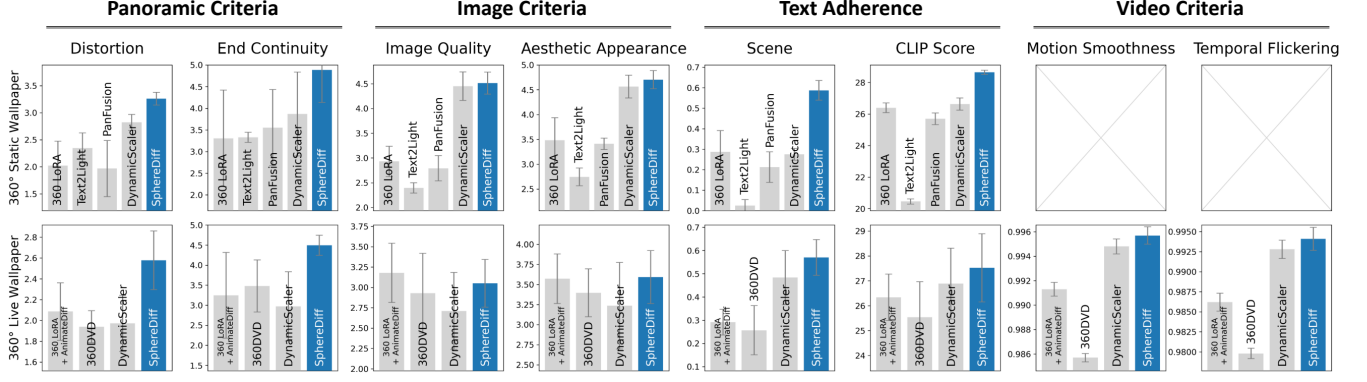 Panoramic Criteria
Image Criteria
Text Adherence
Video Criteria
Distortion
End Continuity
Image Quality
Aesthetic Appearance
Scene
CLIP Score
Motion Smoothness
Temporal Flickering
360° Static Wallpaper
3.5
3.0
2.5
2.0
1.5
360 LoRA
Text2Light
PanFusion
DynamicScaler
SphereDiff
5.0
4.5
4.0
3.5
3.0
2.5
2.0
360 LoRA
Text2Light
PanFusion
DynamicScaler
SphereDiff
4.5
4.0
3.5
3.0
2.5
2.0
360 LoRA
Text2Light
PanFusion
DynamicScaler
SphereDiff
5.0
4.5
4.0
3.5
3.0
2.5
360 LoRA
Text2Light
PanFusion
DynamicScaler
SphereDiff
0.7
0.6
0.5
0.4
0.3
0.2
0.1
0.0
360 LoRA
Text2Light
PanFusion
DynamicScaler
SphereDiff
28
26
24
22
20
360 LoRA
Text2Light
PanFusion
DynamicScaler
SphereDiff
360° Live Wallpaper
2.8
2.6
2.4
2.2
2.0
1.8
1.6
360 LoRA
+ AnimateDiff
360DVD
DynamicScaler
SphereDiff
5.0
4.5
4.0
3.5
3.0
2.5
2.0
1.5
360 LoRA
+ AnimateDiff
360DVD
DynamicScaler
SphereDiff
3.75
3.50
3.25
3.00
2.75
2.50
2.25
2.00
360 LoRA
+ AnimateDiff
360DVD
DynamicScaler
SphereDiff
4.00
3.75
3.50
3.25
3.00
2.75
2.50
360 LoRA
+ AnimateDiff
360DVD
DynamicScaler
SphereDiff
0.7
0.6
0.5
0.4
0.3
0.2
0.1
360 LoRA
+ AnimateDiff
360DVD
DynamicScaler
SphereDiff
29
28
27
26
25
24
360 LoRA
+ AnimateDiff
360DVD
DynamicScaler
SphereDiff
0.996
0.994
0.992
0.990
0.988
0.986
360 LoRA
+ AnimateDiff
360DVD
DynamicScaler
SphereDiff
0.9950
0.9925
0.9900
0.9875
0.9850
0.9825
0.9800
360 LoRA
+ AnimateDiff
360DVD
DynamicScaler
SphereDiff